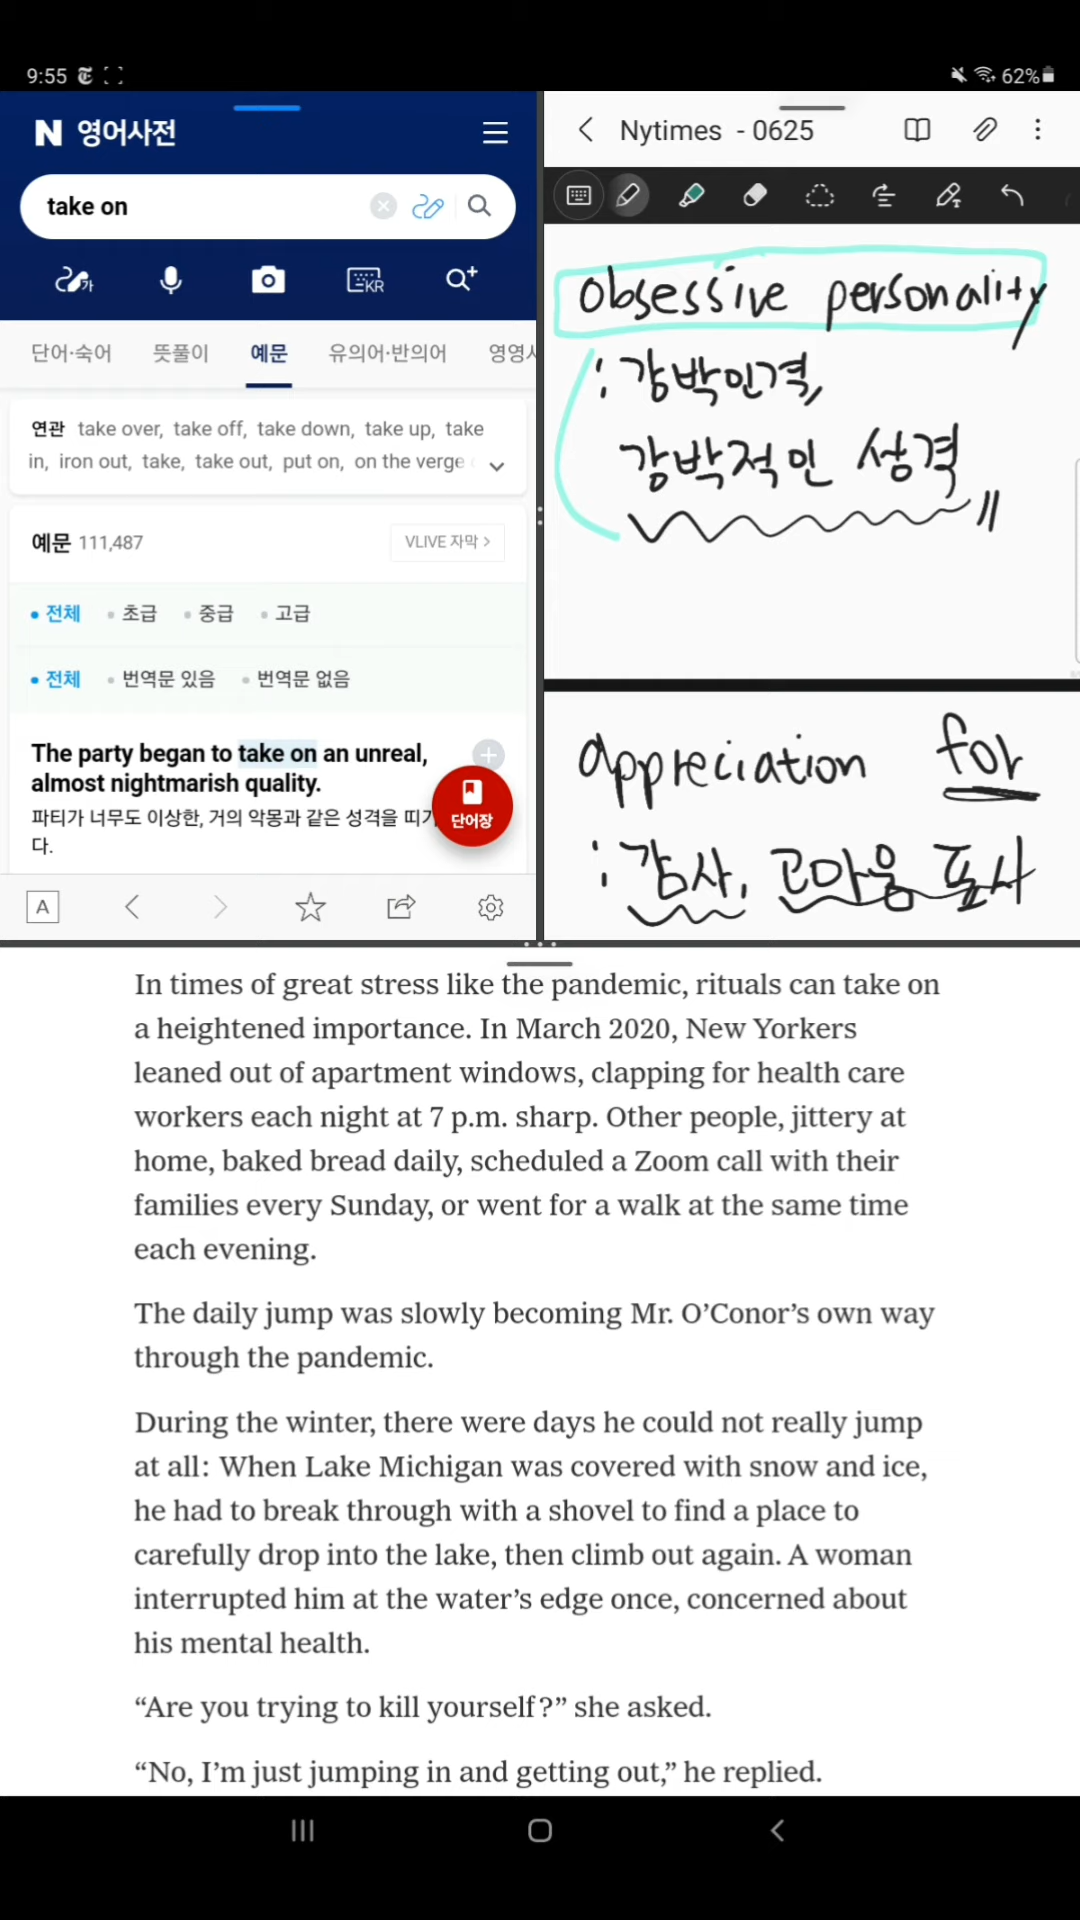 9:55
62%
N 영어사전
take on
KR
단어·숙어 뜻풀이 예문 유의어·반의어 영영
연관 take over, take off, take down, take up, take
in, iron out, take, take out, put on, on the verge
예문 111,487
VLIVE 자막 >
전체 초급 중급 고급
전체 번역문 있음 번역문 없음
The party began to take on an unreal,
almost nightmarish quality.
파티가 너무도 이상한, 거의 악몽과 같은 성격을 띠기
다.
단어장
A
Nytimes - 0625
obsessive personality
: 강박인격,
강박적인 성격
appreciation for
: 감사, 고마움 표시
In times of great stress like the pandemic, rituals can take on
a heightened importance. In March 2020, New Yorkers
leaned out of apartment windows, clapping for health care
workers each night at 7 p.m. sharp. Other people, jittery at
home, baked bread daily, scheduled a Zoom call with their
families every Sunday, or went for a walk at the same time
each evening.
The daily jump was slowly becoming Mr. O’Conor’s own way
through the pandemic.
During the winter, there were days he could not really jump
at all: When Lake Michigan was covered with snow and ice,
he had to break through with a shovel to find a place to
carefully drop into the lake, then climb out again. A woman
interrupted him at the water’s edge once, concerned about
his mental health.
“Are you trying to kill yourself?” she asked.
“No, I’m just jumping in and getting out,” he replied.